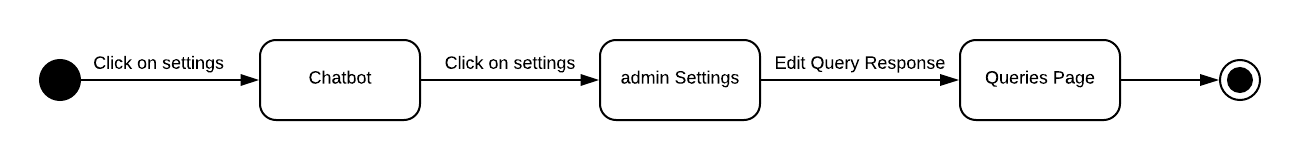 Click on settings
Chatbot
Click on settings
admin Settings
Edit Query Response
Queries Page